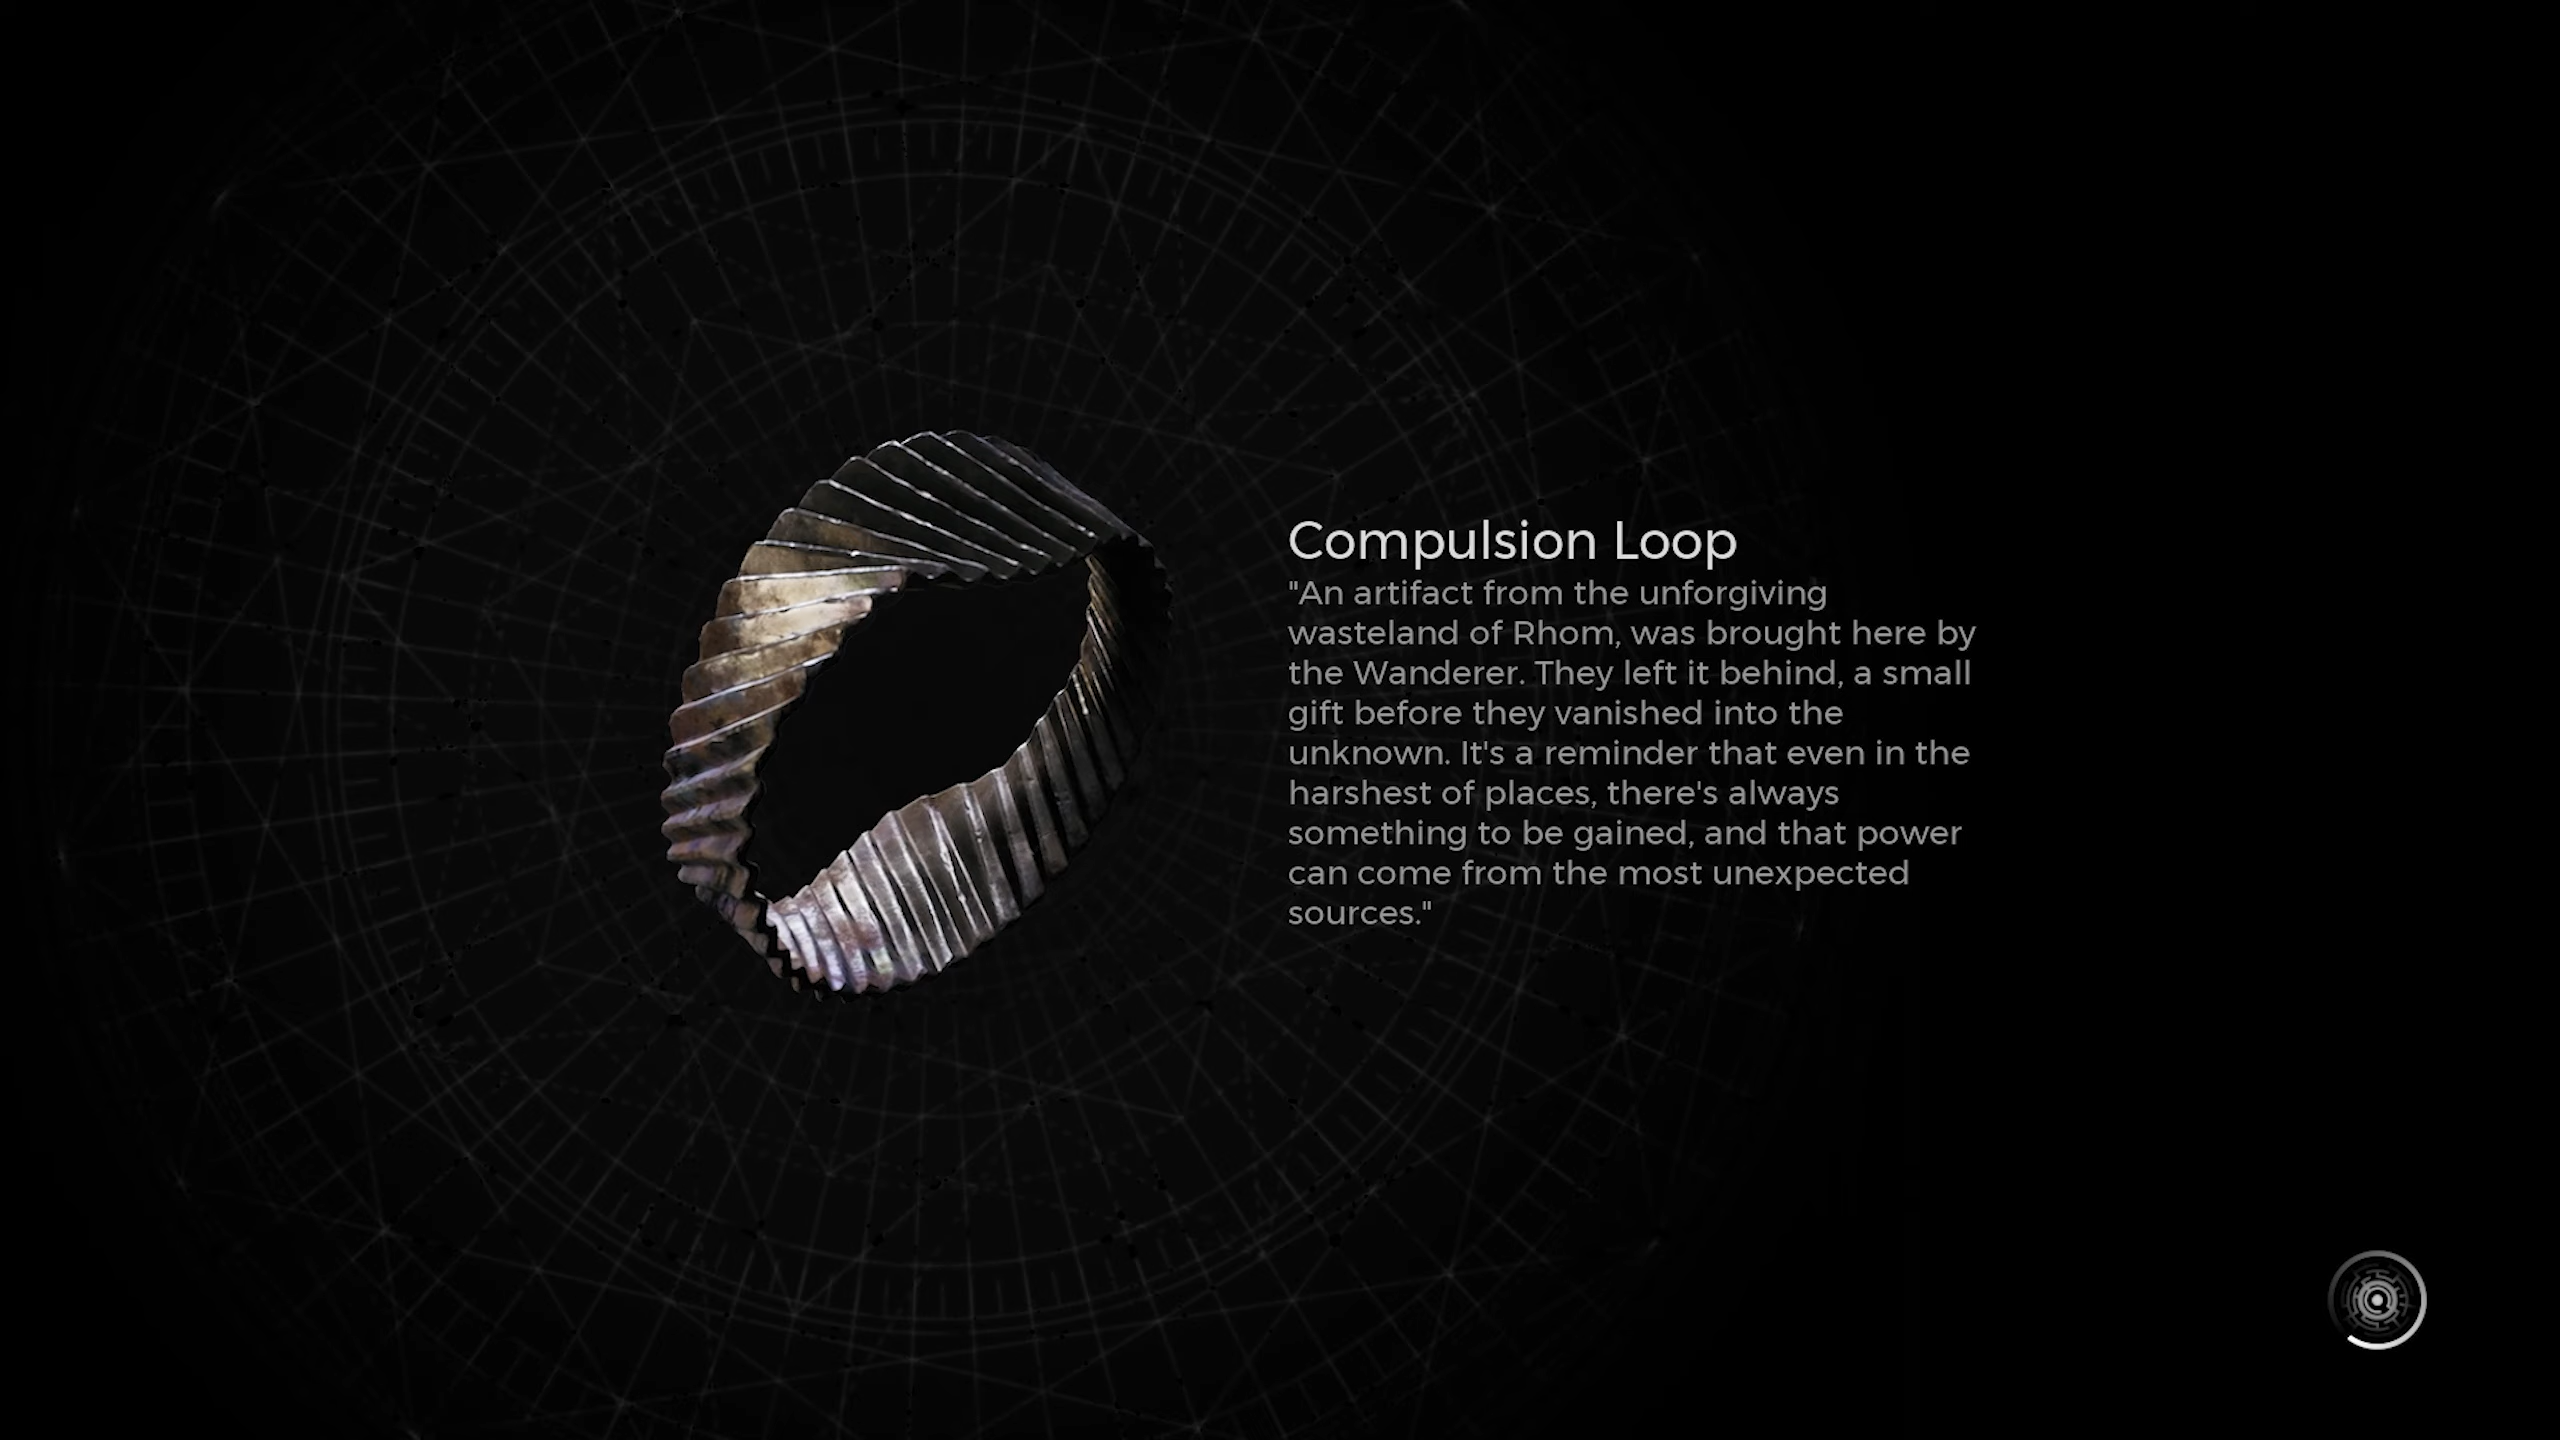 Compulsion Loop
"An artifact from the unforgiving
wasteland of Rhom, was brought here by
the Wanderer. They left it behind, a small
gift before they vanished into the
unknown. It's a reminder that even in the
harshest of places, there's always
something to be gained, and that power
can come from the most unexpected
sources."